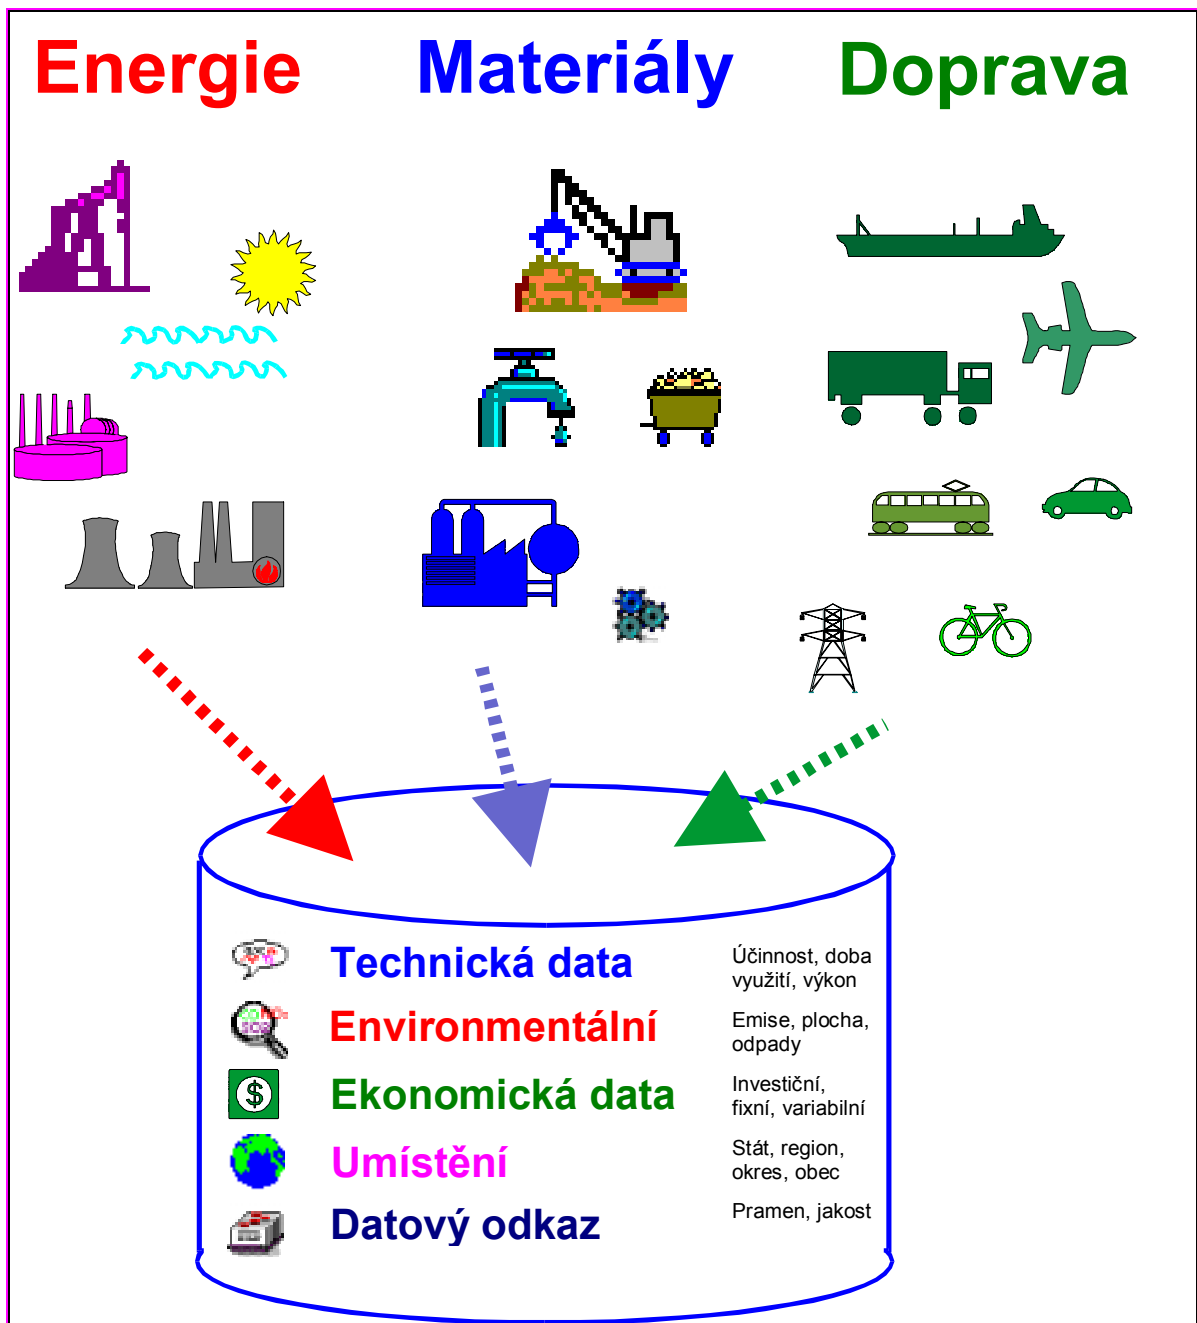 Energie Materiály Doprava
Technická data
Účinnost, doba
využití, výkon
Environmentální
Emise, plocha,
odpady
$
Ekonomická data
Investiční,
fixní, variabilní
Umístění
Stát, region,
okres, obec
Datový odkaz
Pramen, jakost